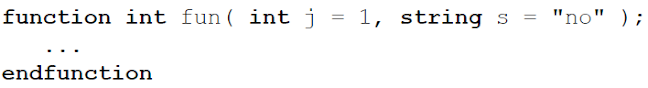 function int fun( int j = 1, string s = "no" );
...
endfunction